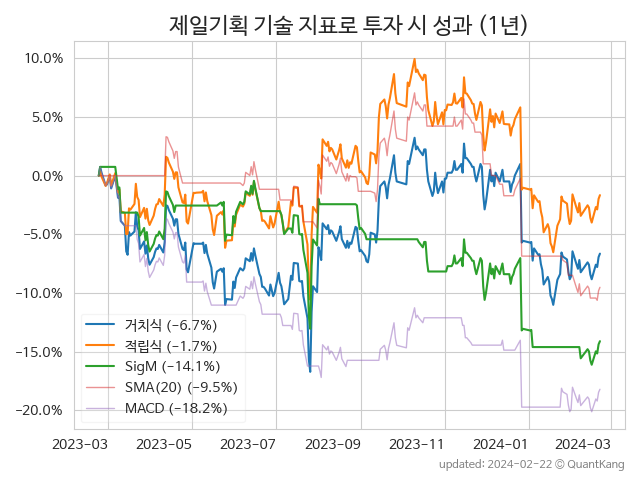 제일기획 기술 지표로 투자 시 성과 (1년)
10.0%
5.0%
0.0%
−5.0%
−10.0%
−15.0%
−20.0%
거치식 (−6.7%)
적립식 (−1.7%)
SigM (−14.1%)
SMA(20) (−9.5%)
MACD (−18.2%)
2023-03 2023-05 2023-07 2023-09 2023-11 2024-01 2024-03
updated: 2024-02-22 © QuantKang